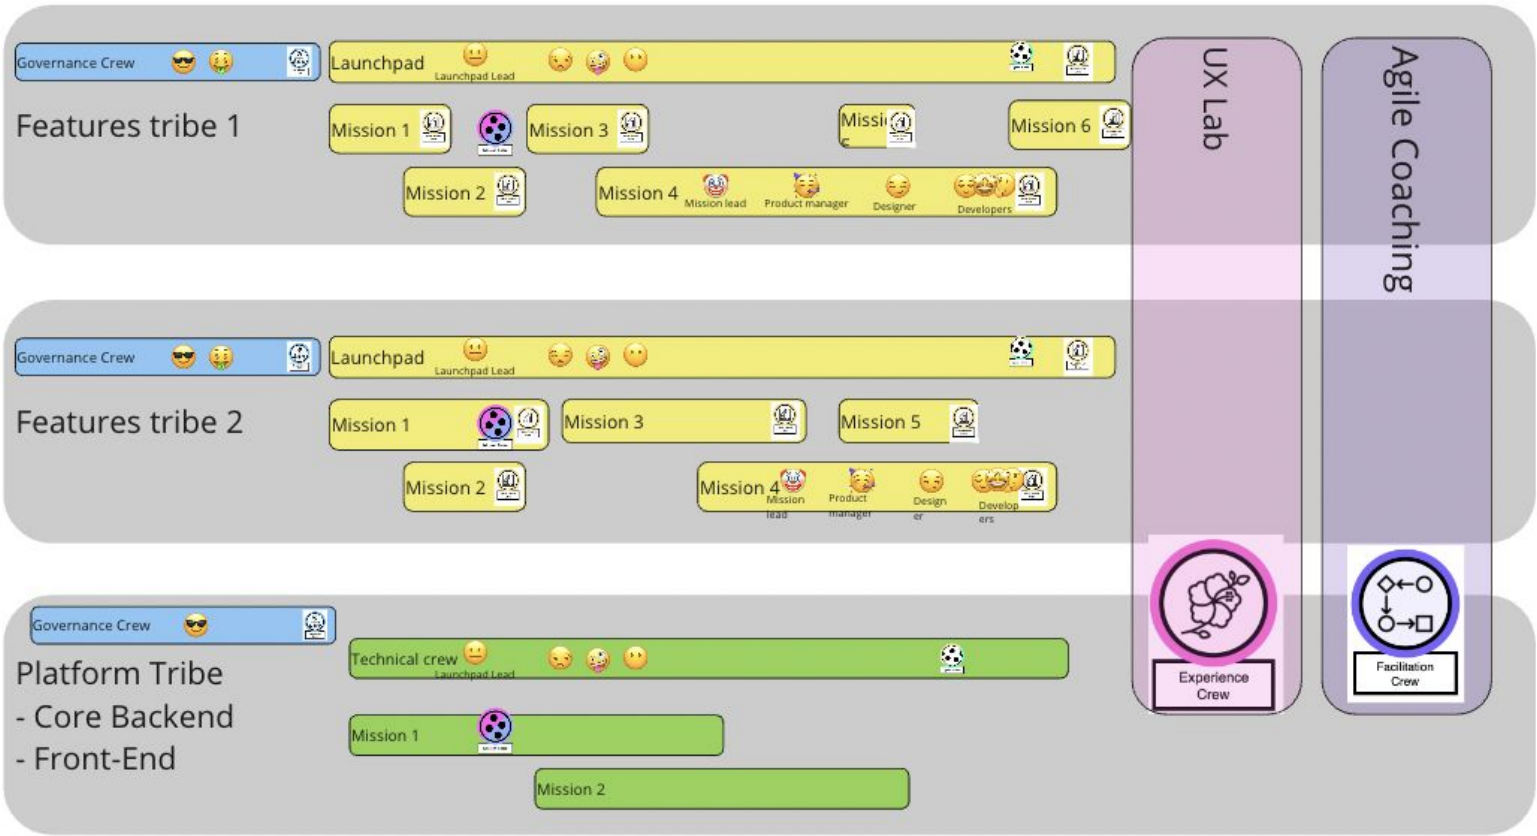 Governance Crew
Launchpad
Launchpad Lead
Features tribe 1
Mission 1
Mission 3
Mission 6
Mission 2
Mission 4
Mission lead
Product manager
Designer
Developers
UX Lab
Agile Coaching
Governance Crew
Launchpad
Launchpad Lead
Features tribe 2
Mission 1
Mission 3
Mission 5
Mission 2
Mission 4
Mission
lead
Product
manager
Design
er
Develop
ers
Experience
Crew
Facilitation
Crew
Governance Crew
Platform Tribe
- Core Backend
- Front-End
Technical crew
Launchpad Lead
Mission 1
Mission 2